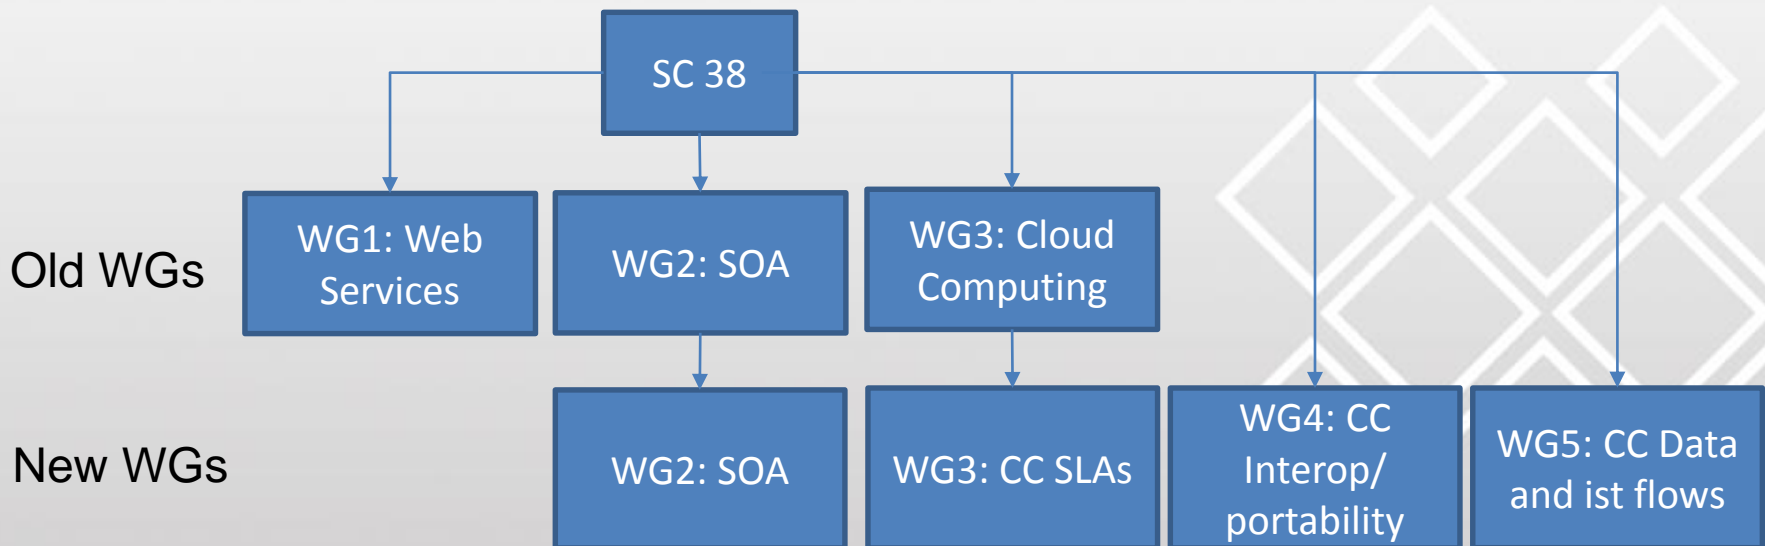 SC 38
Old WGs
WG1: Web
Services
WG2: SOA
WG3: Cloud
Computing
New WGs
WG2: SOA
WG3: CC SLAs
WG4: CC
Interop/
portability
WG5: CC Data
and ist flows